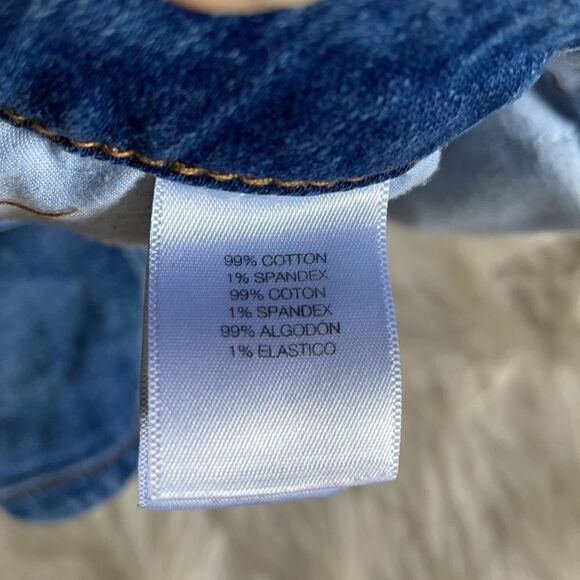 99% COTTON
1% SPANDEX
99% COTON
1% SPANDEX
99% ALGODON
1% ELASTICO